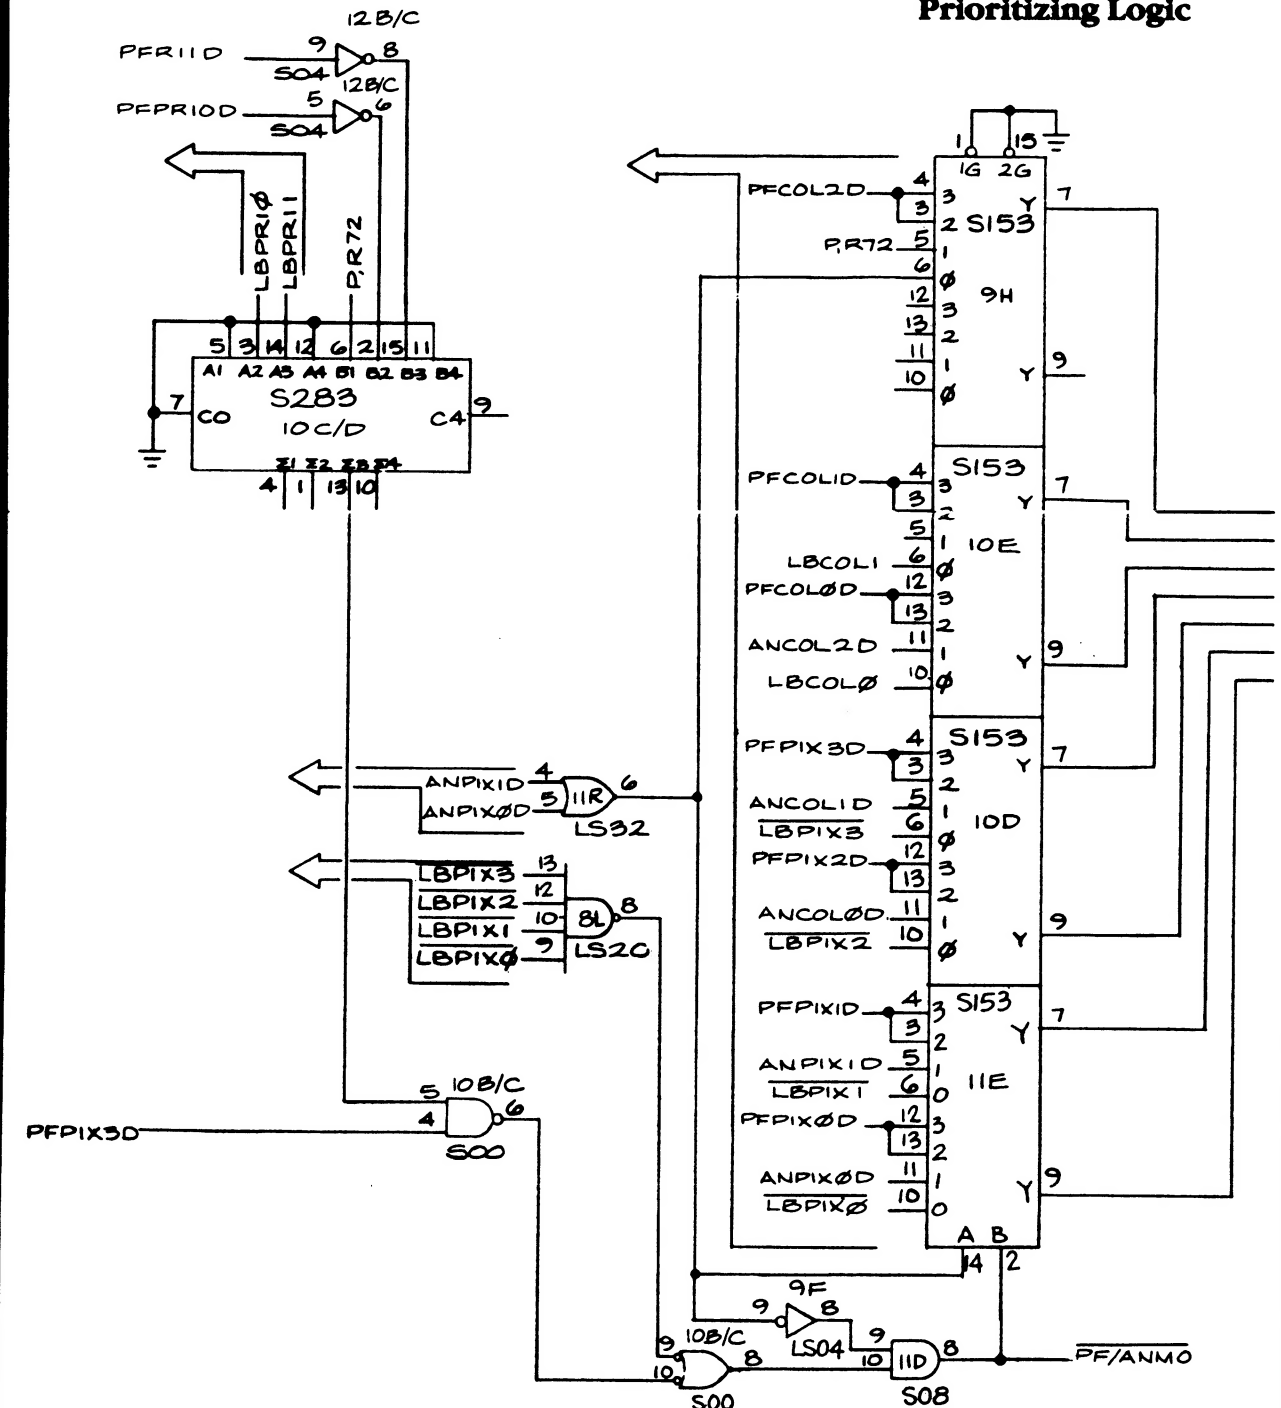 Prioritizing Logic
12B/C
PFR11D 9 8
S04
12B/C
PFPR10D 5 6
S04
LBPR1Ø
LBPR11
P,R72
5 3 14 12 6 2 15 11
A1 A2 A3 A4 B1 B2 B3 B4
S283
7 C0 C4 9
10C/D
Σ1 Σ2 Σ3 Σ4
4 1 13 10
1 15
1G 2G
PFCOL2D 4 3 Y 7
3 2 S153
P,R72 5 1
6 Ø
9H
12 3
13 2
11 1 Y 9
10 Ø
S153
PFCOL1D 4 3 Y 7
3 2
5 1 10E
LBCOL1 6 Ø
PFCOLØD 12 3
13 2
ANCOL2D 11 1 Y 9
LBCOLØ 10 Ø
S153
PFPIX3D 4 3 Y 7
3 2
ANCOL1D 5 1 10D
LBPIX3 6 Ø
PFPIX2D 12 3
13 2
ANCOLØD 11 1 Y 9
LBPIX2 10 Ø
S153
PFPIX1D 4 3 Y 7
3 2
ANPIX1D 5 1 11E
LBPIX1 6 0
PFPIXØD 12 3
13 2
ANPIXØD 11 1 Y 9
LBPIXØ 10 0
A B
14 2
ANPIX1D 4 11R 6
ANPIXØD 5
LS32
LBPIX3 13
LBPIX2 12 8L 8
LBPIX1 10
LBPIXØ 9 LS20
10B/C
5 6
PFPIX3D 4
S00
9F
9 8
LS04
10B/C
9 8
10
S00
9 11D 8
10
S08
PF/ANM0